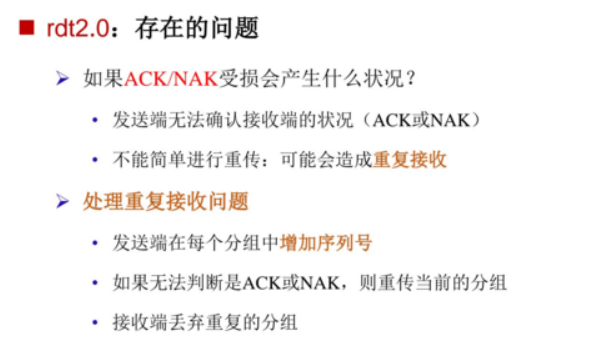 rdt2.0：存在的问题
如果ACK/NAK受损会产生什么状况？
发送端无法确认接收端的状况（ACK或NAK）
不能简单进行重传：可能会造成重复接收
处理重复接收问题
发送端在每个分组中增加序列号
如果无法判断是ACK或NAK，则重传当前的分组
接收端丢弃重复的分组